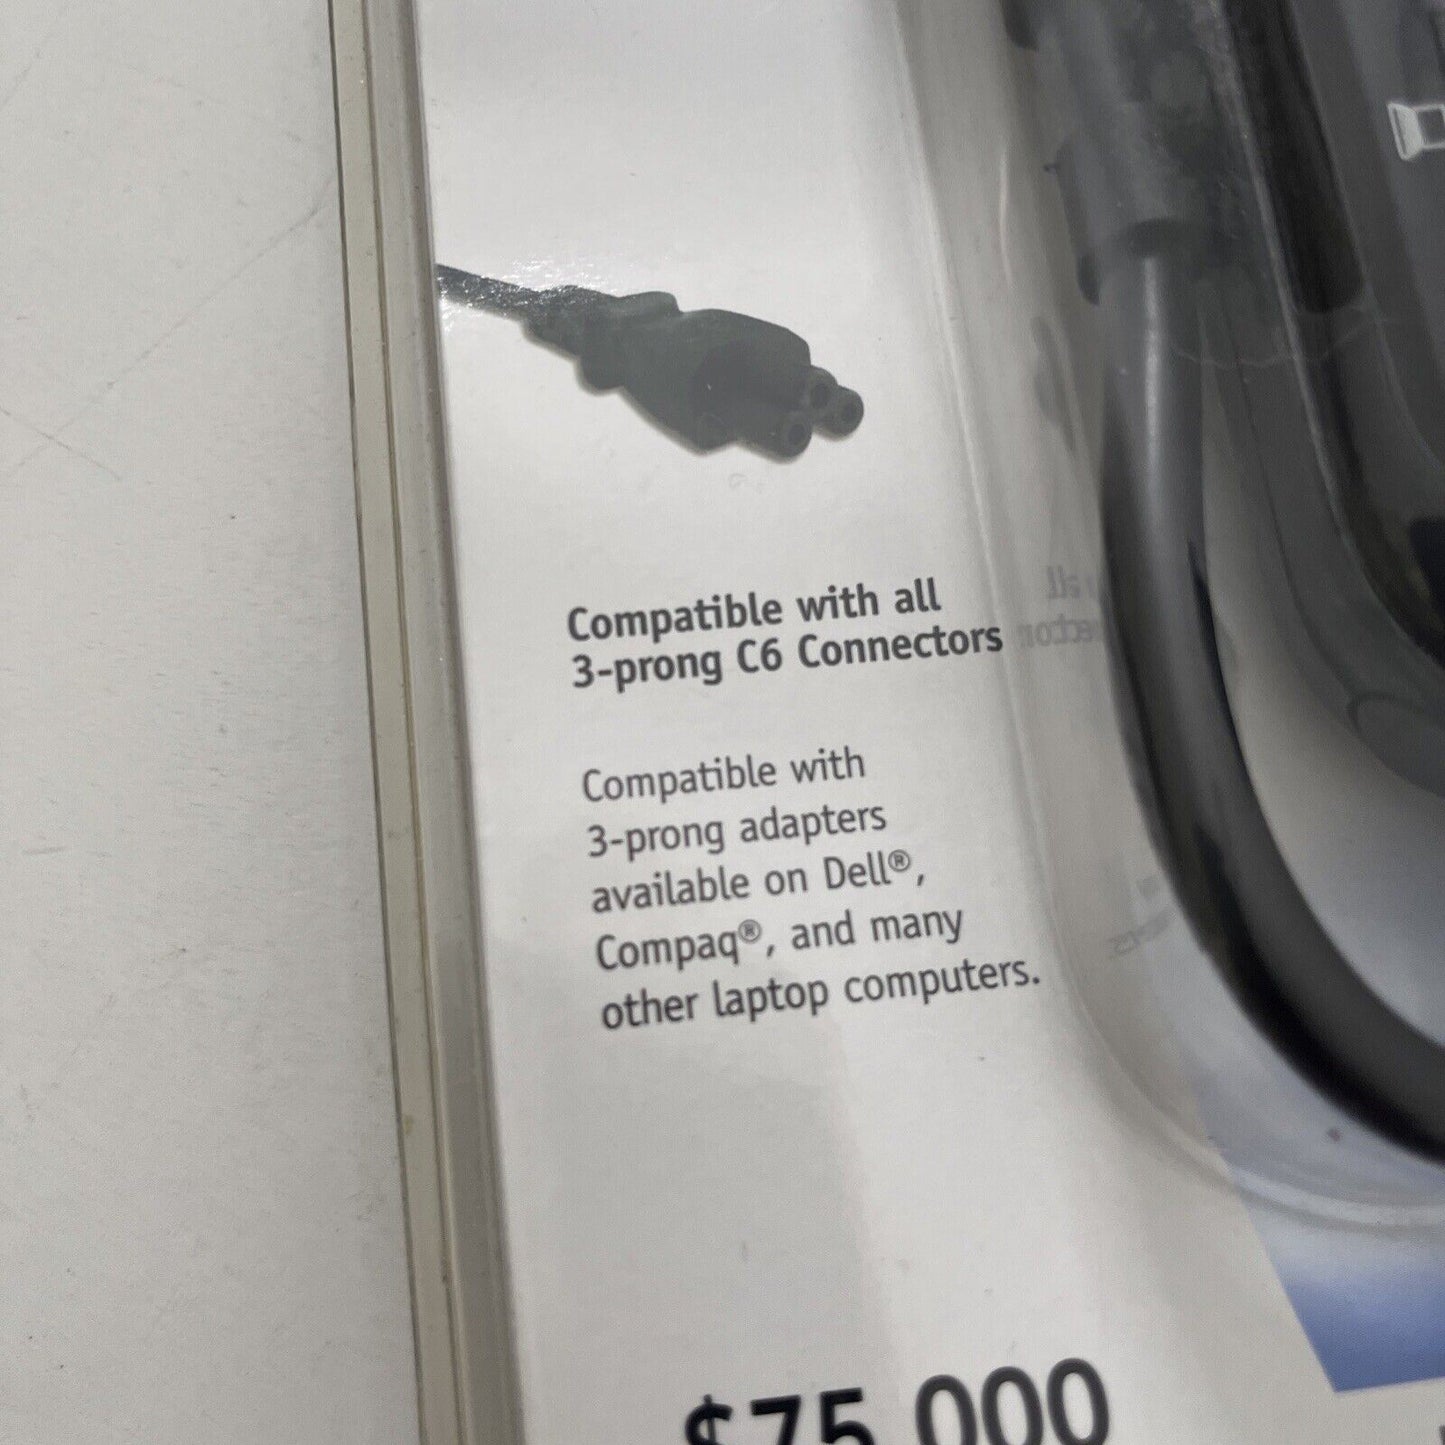 Compatible with all
3-prong C6 Connectors
Compatible with
3-prong adapters
available on Dell®,
Compaq®, and many
other laptop computers.
$75,000